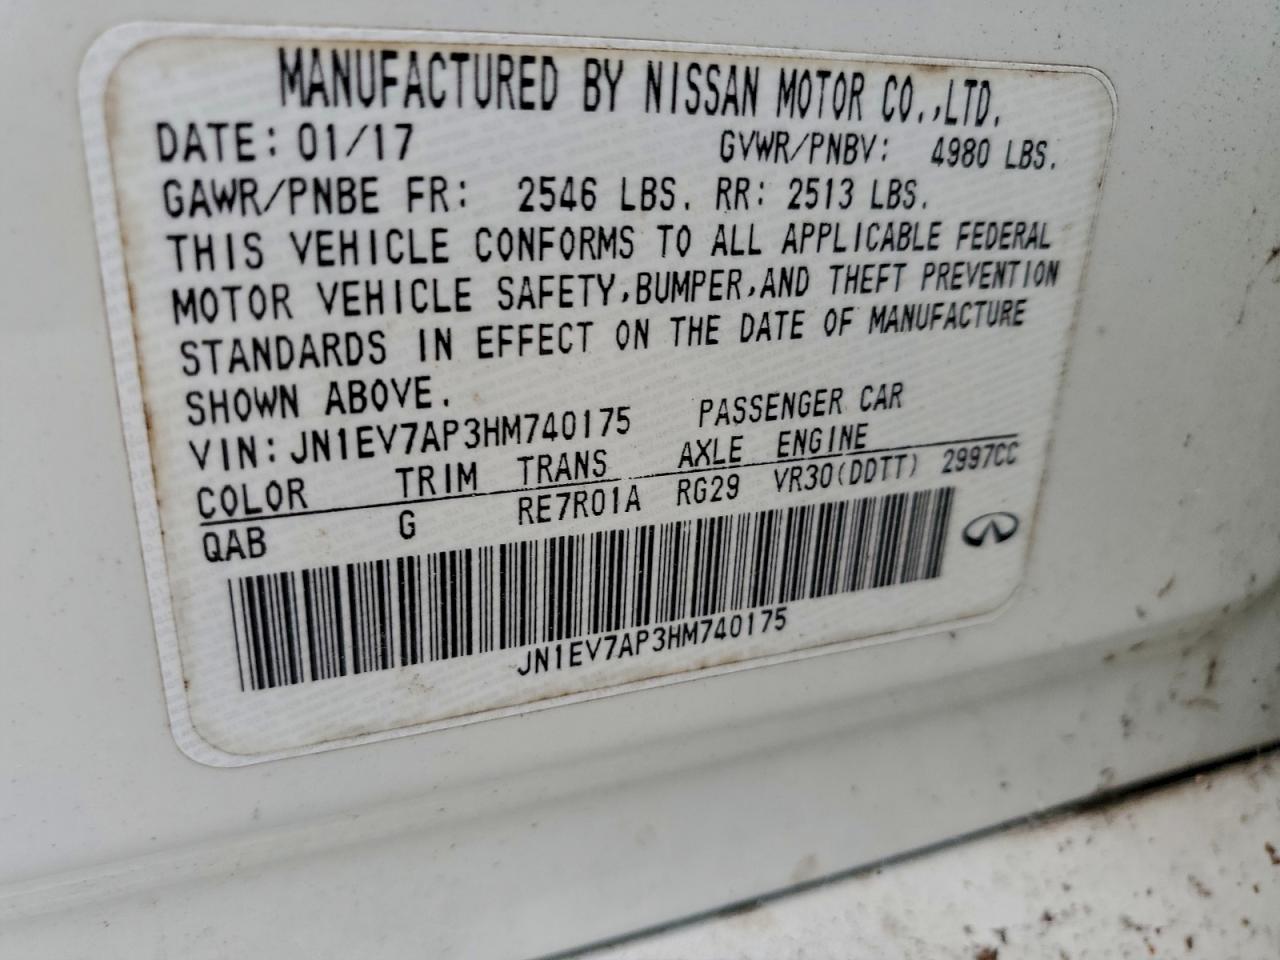 MANUFACTURED BY NISSAN MOTOR CO.,LTD.
DATE: 01/17 GVWR/PNBV: 4980 LBS.
GAWR/PNBE FR: 2546 LBS. RR: 2513 LBS.
THIS VEHICLE CONFORMS TO ALL APPLICABLE FEDERAL
MOTOR VEHICLE SAFETY,BUMPER,AND THEFT PREVENTION
STANDARDS IN EFFECT ON THE DATE OF MANUFACTURE
SHOWN ABOVE.
VIN: JN1EV7AP3HM740175 PASSENGER CAR
COLOR TRIM TRANS AXLE ENGINE
QAB G RE7R01A RG29 VR30(DDTT) 2997CC
JN1EV7AP3HM740175